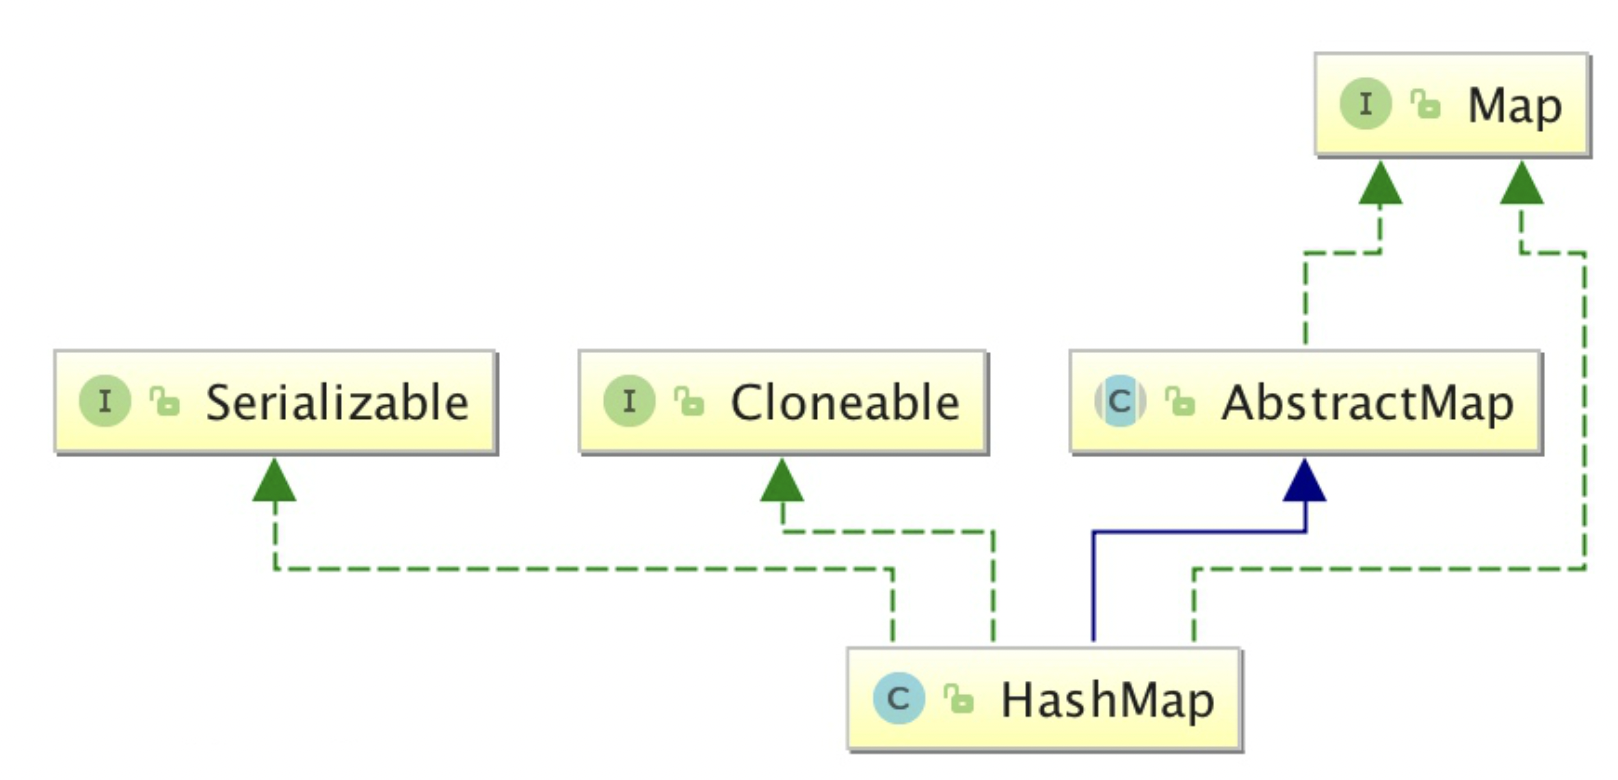 I Map
I Serializable
I Cloneable
C AbstractMap
C HashMap